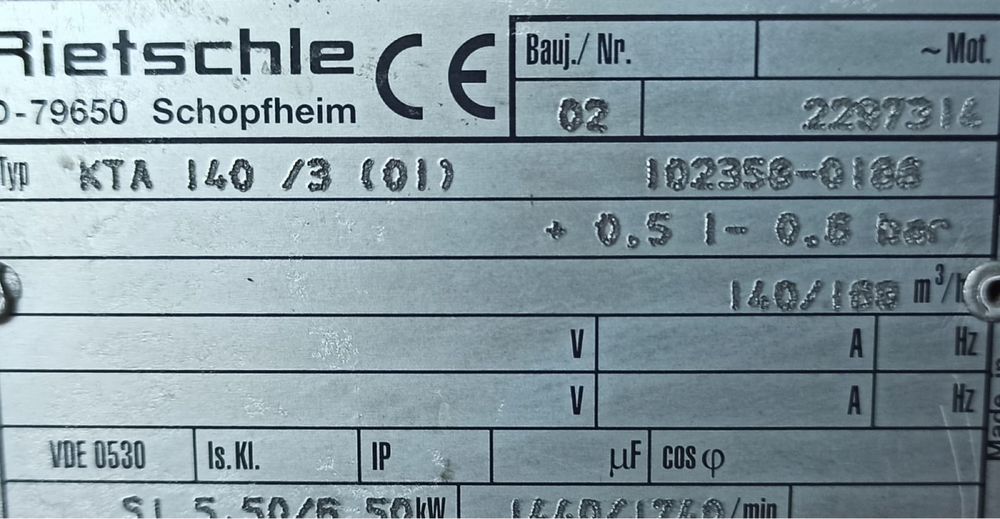 Rietschle CE
D-79650 Schopfheim
Bauj./ Nr. ~ Mot.
02 2297314
Typ KTA 140 /3 (01) 102358-0188
+ 0.5 1- 0.6 bar
140/168 m³/h
V A Hz
V A Hz
VDE 0530 Is.Kl. IP µF cos φ
S1 5.50/6.50kW 1440/1740/min